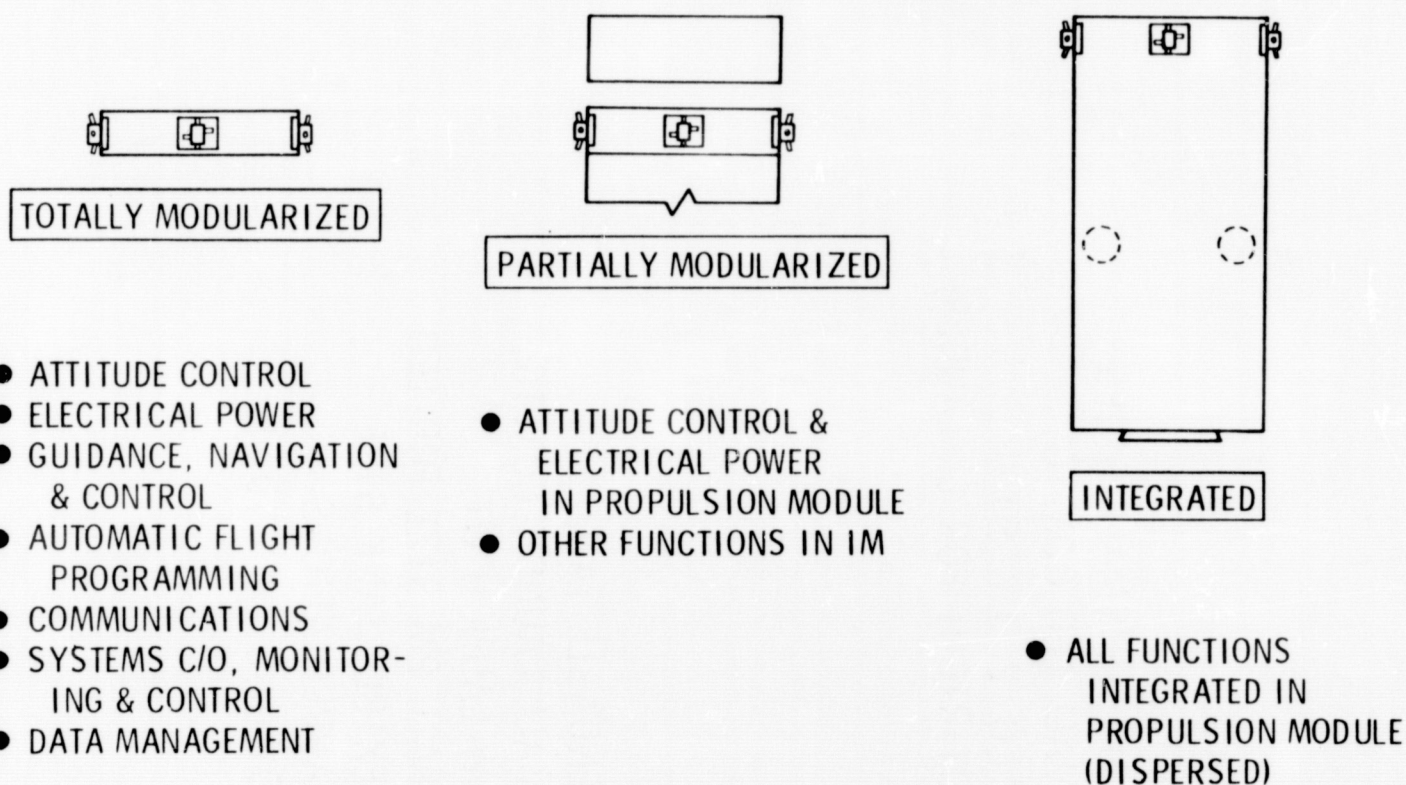 TOTALLY MODULARIZED
● ATTITUDE CONTROL
● ELECTRICAL POWER
● GUIDANCE, NAVIGATION
& CONTROL
● AUTOMATIC FLIGHT
PROGRAMMING
● COMMUNICATIONS
● SYSTEMS C/O, MONITOR-
ING & CONTROL
● DATA MANAGEMENT
PARTIALLY MODULARIZED
● ATTITUDE CONTROL &
ELECTRICAL POWER
IN PROPULSION MODULE
● OTHER FUNCTIONS IN IM
INTEGRATED
● ALL FUNCTIONS
INTEGRATED IN
PROPULSION MODULE
(DISPERSED)